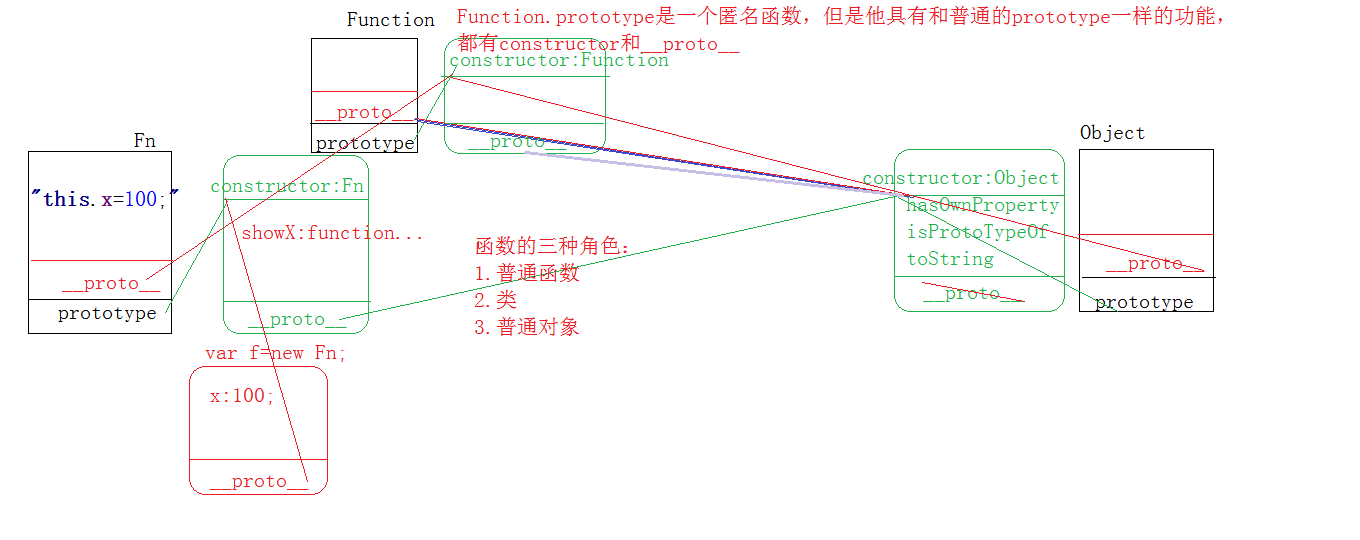 Function
Function.prototype是一个匿名函数，但是他具有和普通的prototype一样的功能，
都有constructor和__proto__
constructor:Function
__proto__
prototype
__proto__
Fn
"this.x=100;"
__proto__
prototype
constructor:Fn
showX:function...
__proto__
var f=new Fn;
x:100;
__proto__
函数的三种角色：
1.普通函数
2.类
3.普通对象
constructor:Object
hasOwnProperty
isProtoTypeOf
toString
__proto__
Object
__proto__
prototype